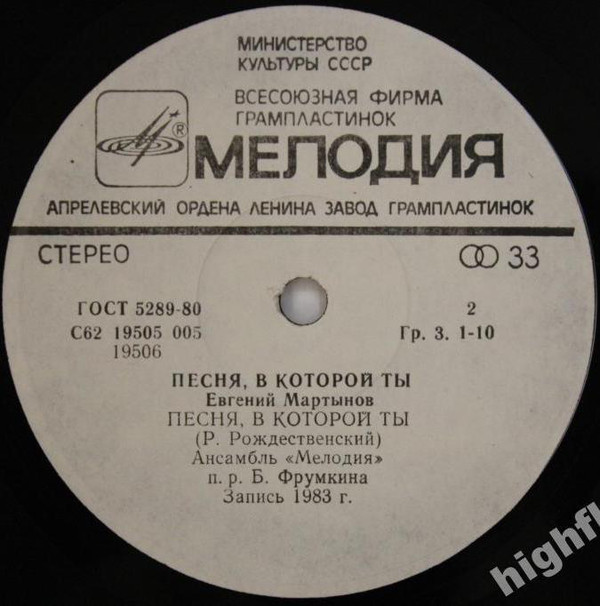 МИНИСТЕРСТВО
КУЛЬТУРЫ СССР
ВСЕСОЮЗНАЯ ФИРМА
ГРАМПЛАСТИНОК
®
МЕЛОДИЯ
АПРЕЛЕВСКИЙ ОРДЕНА ЛЕНИНА ЗАВОД ГРАМПЛАСТИНОК
СТЕРЕО 33
ГОСТ 5289-80 2
С62 19505 005 Гр. 3. 1-10
19506
ПЕСНЯ, В КОТОРОЙ ТЫ
Евгений Мартынов
ПЕСНЯ, В КОТОРОЙ ТЫ
(Р. Рождественский)
Ансамбль «Мелодия»
п. р. Б. Фрумкина
Запись 1983 г.